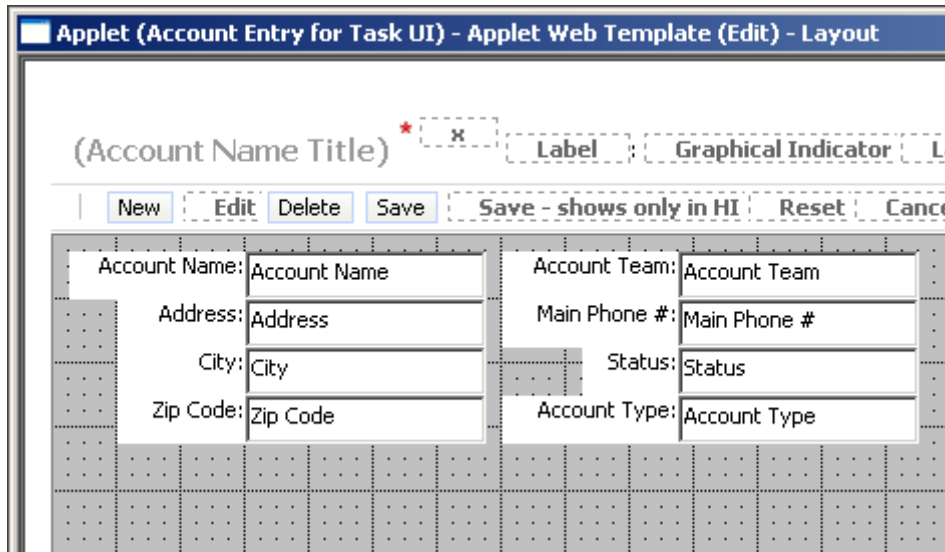 Applet (Account Entry for Task UI) - Applet Web Template (Edit) - Layout
(Account Name Title) * x Label : Graphical Indicator
New Edit Delete Save Save - shows only in HI Reset
Account Name: Account Name Account Team: Account Team
Address: Address Main Phone #: Main Phone #
City: City Status: Status
Zip Code: Zip Code Account Type: Account Type